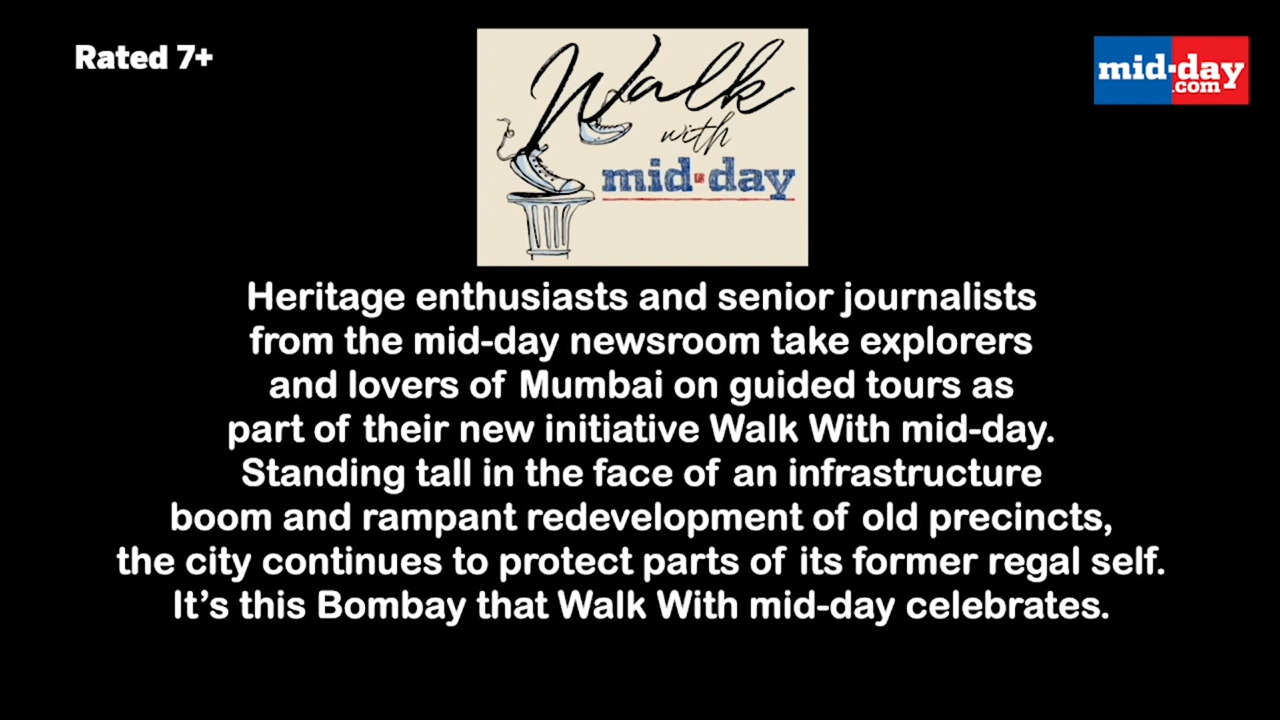 Rated 7+
Walk
with
mid-day
mid-day
.com
Heritage enthusiasts and senior journalists
from the mid-day newsroom take explorers
and lovers of Mumbai on guided tours as
part of their new initiative Walk With mid-day.
Standing tall in the face of an infrastructure
boom and rampant redevelopment of old precincts,
the city continues to protect parts of its former regal self.
It’s this Bombay that Walk With mid-day celebrates.